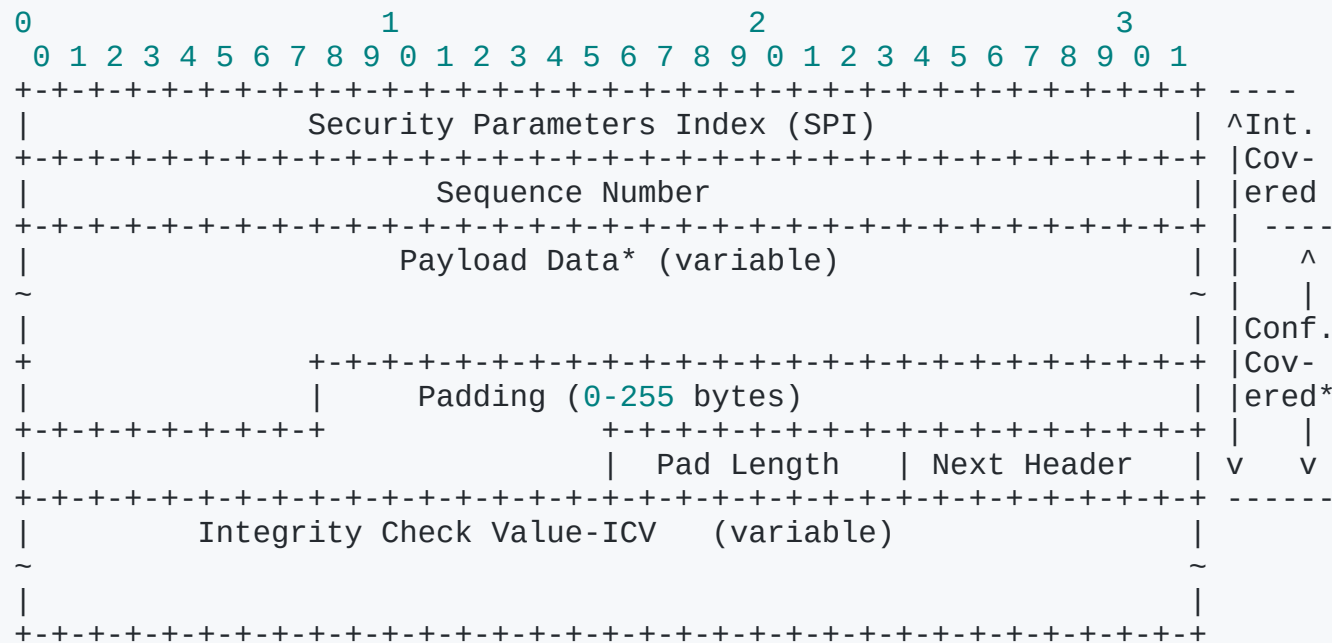 0                   1                   2                   3
 0 1 2 3 4 5 6 7 8 9 0 1 2 3 4 5 6 7 8 9 0 1 2 3 4 5 6 7 8 9 0 1
+-+-+-+-+-+-+-+-+-+-+-+-+-+-+-+-+-+-+-+-+-+-+-+-+-+-+-+-+-+-+-+-+ ----
|               Security Parameters Index (SPI)                 | ^Int.
+-+-+-+-+-+-+-+-+-+-+-+-+-+-+-+-+-+-+-+-+-+-+-+-+-+-+-+-+-+-+-+-+ |Cov-
|                      Sequence Number                          | |ered
+-+-+-+-+-+-+-+-+-+-+-+-+-+-+-+-+-+-+-+-+-+-+-+-+-+-+-+-+-+-+-+-+ | ----
|                    Payload Data* (variable)                   | |   ^
~                                                               ~ |   |
|                                                               | |Conf.
+               +-+-+-+-+-+-+-+-+-+-+-+-+-+-+-+-+-+-+-+-+-+-+-+-+ |Cov-
|               |     Padding (0-255 bytes)                     | |ered*
+-+-+-+-+-+-+-+-+               +-+-+-+-+-+-+-+-+-+-+-+-+-+-+-+-+ |   |
|                               |  Pad Length   | Next Header   | v   v
+-+-+-+-+-+-+-+-+-+-+-+-+-+-+-+-+-+-+-+-+-+-+-+-+-+-+-+-+-+-+-+-+ ------
|         Integrity Check Value-ICV   (variable)                |
~                                                               ~
|                                                               |
+-+-+-+-+-+-+-+-+-+-+-+-+-+-+-+-+-+-+-+-+-+-+-+-+-+-+-+-+-+-+-+-+